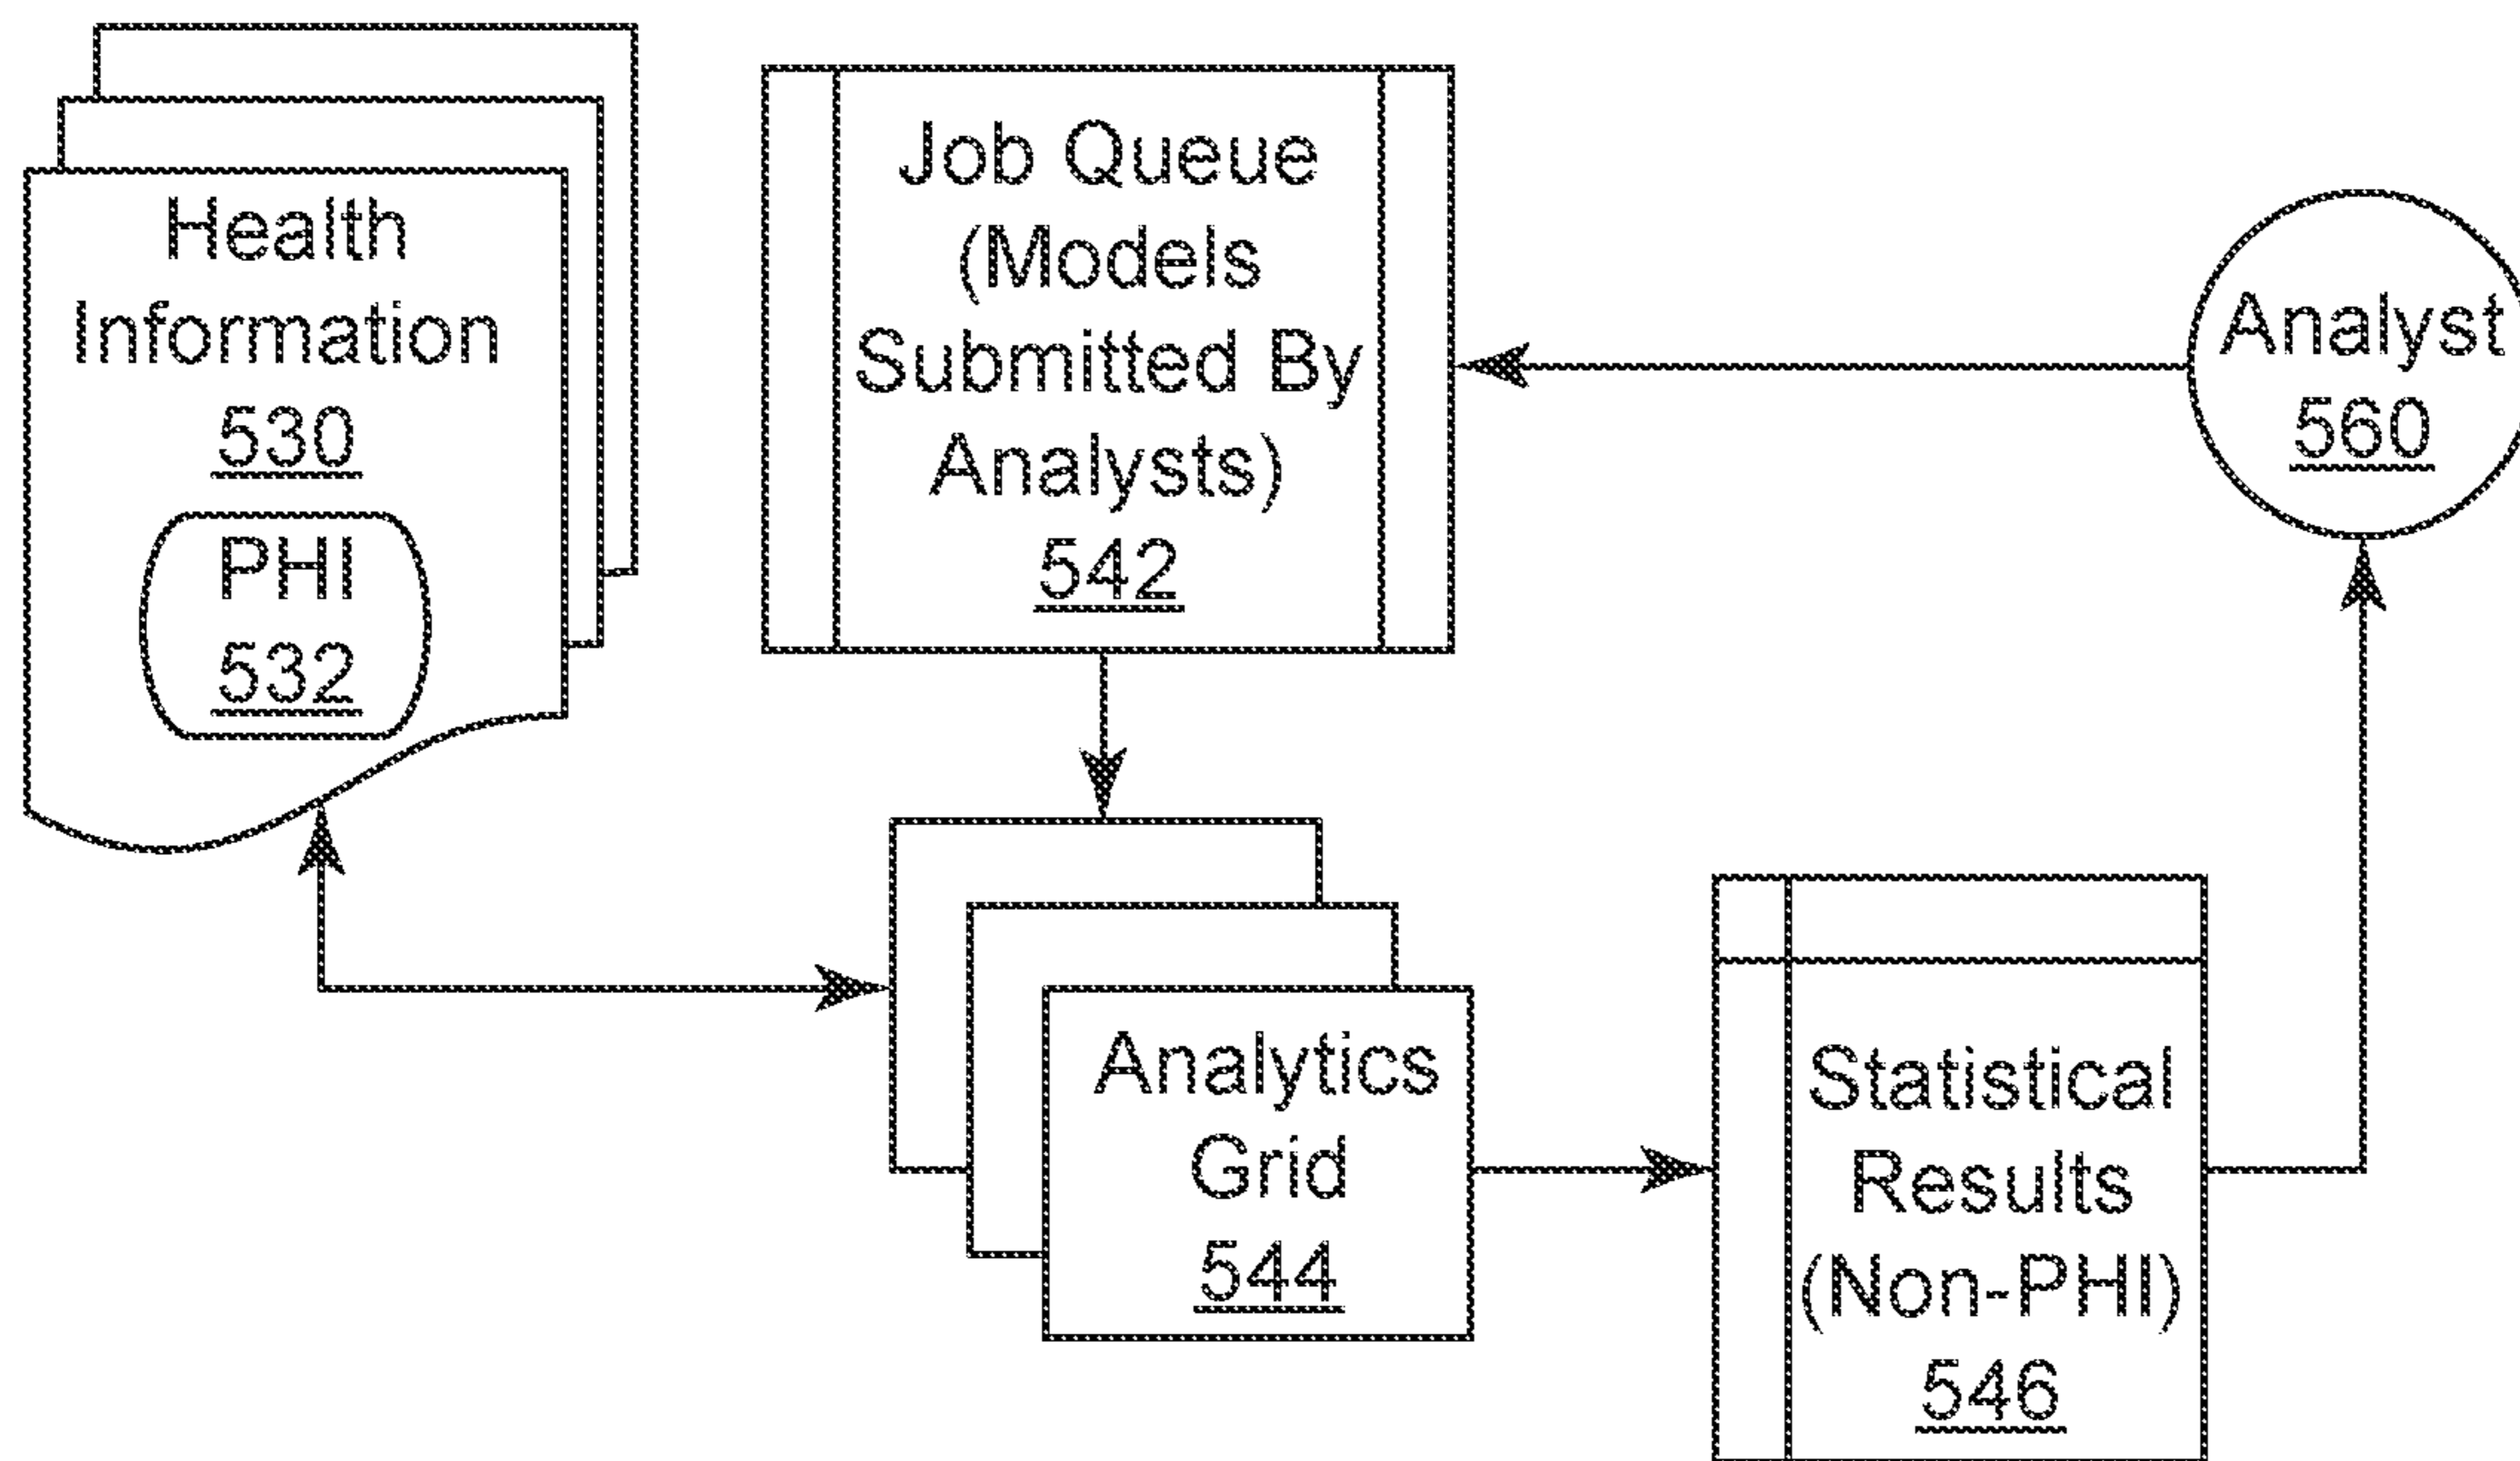 Health
Information
530
PHI
532
Job Queue
(Models
Submitted By
Analysts)
542
Analyst
560
Analytics
Grid
544
Statistical
Results
(Non-PHI)
546